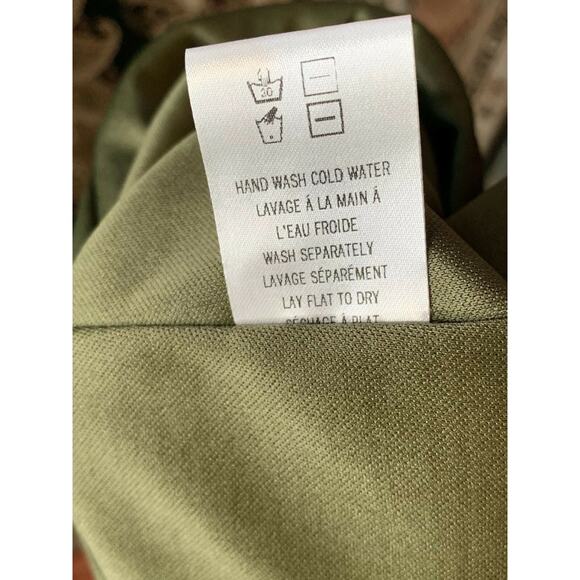 30
HAND WASH COLD WATER
LAVAGE Á LA MAIN Á
L'EAU FROIDE
WASH SEPARATELY
LAVAGE SÉPARÉMENT
LAY FLAT TO DRY
SÉCHAGE Á PLAT